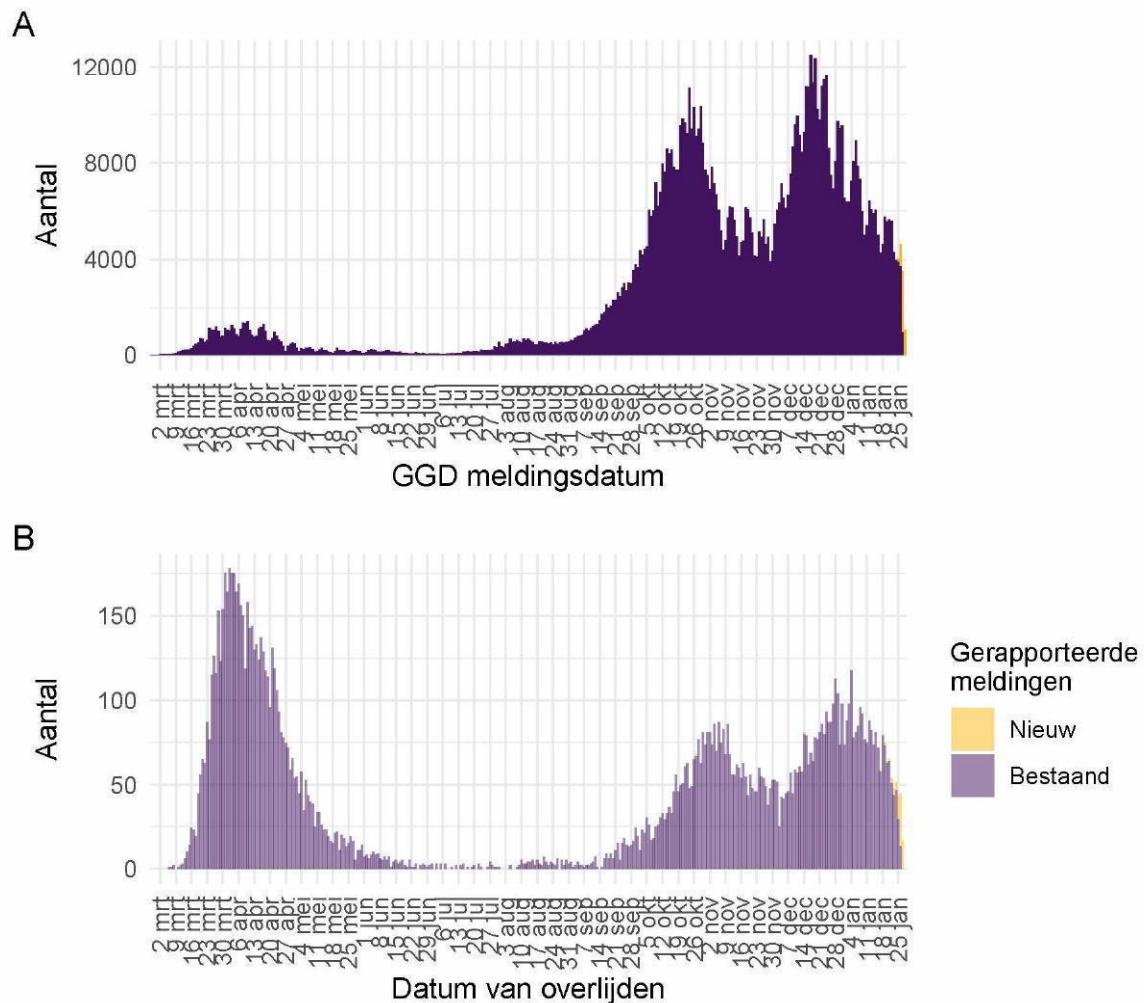 A
12000
8000
4000
0
Aantal
2 mrt
9 mrt
16 mrt
23 mrt
30 mrt
6 apr
13 apr
20 apr
27 apr
4 mei
11 mei
18 mei
25 mei
1 jun
8 jun
15 jun
22 jun
29 jun
6 jul
13 jul
20 jul
27 jul
3 aug
10 aug
17 aug
24 aug
31 aug
7 sep
14 sep
21 sep
28 sep
5 okt
12 okt
19 okt
26 okt
2 nov
9 nov
16 nov
23 nov
30 nov
7 dec
14 dec
21 dec
28 dec
4 jan
11 jan
18 jan
25 jan
GGD meldingsdatum
B
150
100
50
0
Aantal
2 mrt
9 mrt
16 mrt
23 mrt
30 mrt
6 apr
13 apr
20 apr
27 apr
4 mei
11 mei
18 mei
25 mei
1 jun
8 jun
15 jun
22 jun
29 jun
6 jul
13 jul
20 jul
27 jul
3 aug
10 aug
17 aug
24 aug
31 aug
7 sep
14 sep
21 sep
28 sep
5 okt
12 okt
19 okt
26 okt
2 nov
9 nov
16 nov
23 nov
30 nov
7 dec
14 dec
21 dec
28 dec
4 jan
11 jan
18 jan
25 jan
Datum van overlijden
Gerapporteerde
meldingen
Nieuw
Bestaand